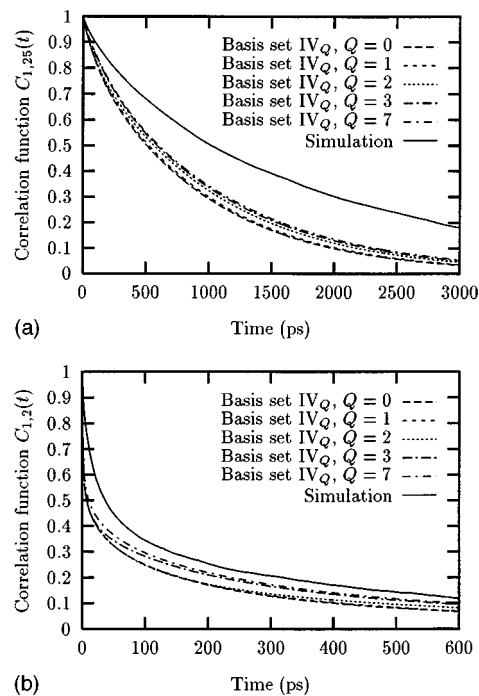 Correlation function C1,25(t)
1
0.9
0.8
0.7
0.6
0.5
0.4
0.3
0.2
0.1
0
Basis set IVQ, Q = 0
Basis set IVQ, Q = 1
Basis set IVQ, Q = 2
Basis set IVQ, Q = 3
Basis set IVQ, Q = 7
Simulation
0 500 1000 1500 2000 2500 3000
(a)
Time (ps)
Correlation function C1,2(t)
1
0.9
0.8
0.7
0.6
0.5
0.4
0.3
0.2
0.1
0
Basis set IVQ, Q = 0
Basis set IVQ, Q = 1
Basis set IVQ, Q = 2
Basis set IVQ, Q = 3
Basis set IVQ, Q = 7
Simulation
0 100 200 300 400 500 600
(b)
Time (ps)